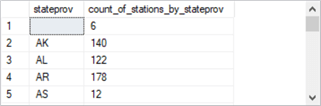 stateprov count_of_stations_by_stateprov
1 6
2 AK 140
3 AL 122
4 AR 178
5 AS 12